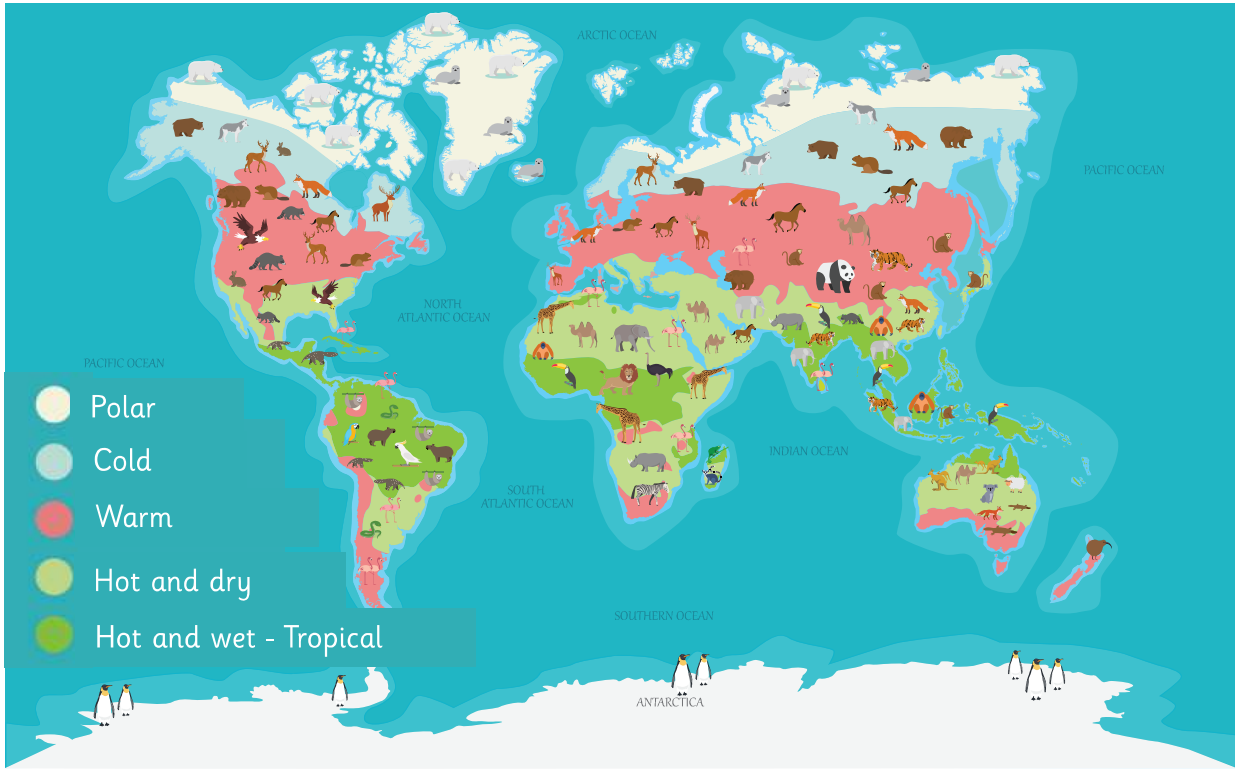 ARCTIC OCEAN
PACIFIC OCEAN
NORTH
ATLANTIC OCEAN
PACIFIC OCEAN
INDIAN OCEAN
SOUTH
ATLANTIC OCEAN
SOUTHERN OCEAN
ANTARCTICA
Polar
Cold
Warm
Hot and dry
Hot and wet - Tropical